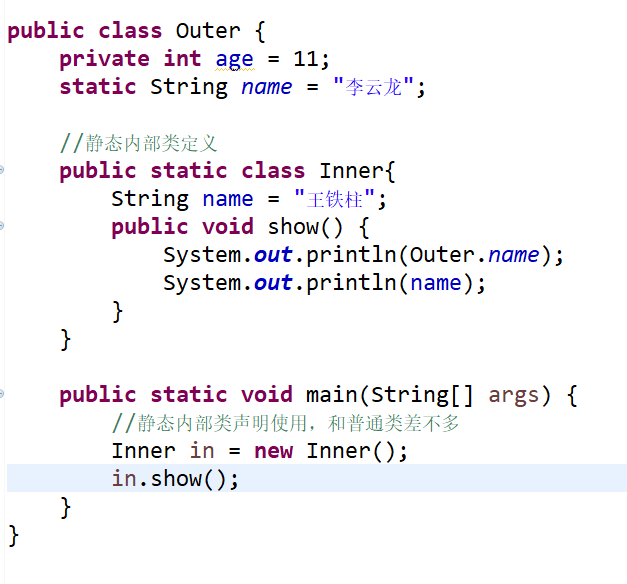 public class Outer {
    private int age = 11;
    static String name = "李云龙";

    //静态内部类定义
    public static class Inner{
        String name = "王铁柱";
        public void show() {
            System.out.println(Outer.name);
            System.out.println(name);
        }
    }

    public static void main(String[] args) {
        //静态内部类声明使用，和普通类差不多
        Inner in = new Inner();
        in.show();
    }
}